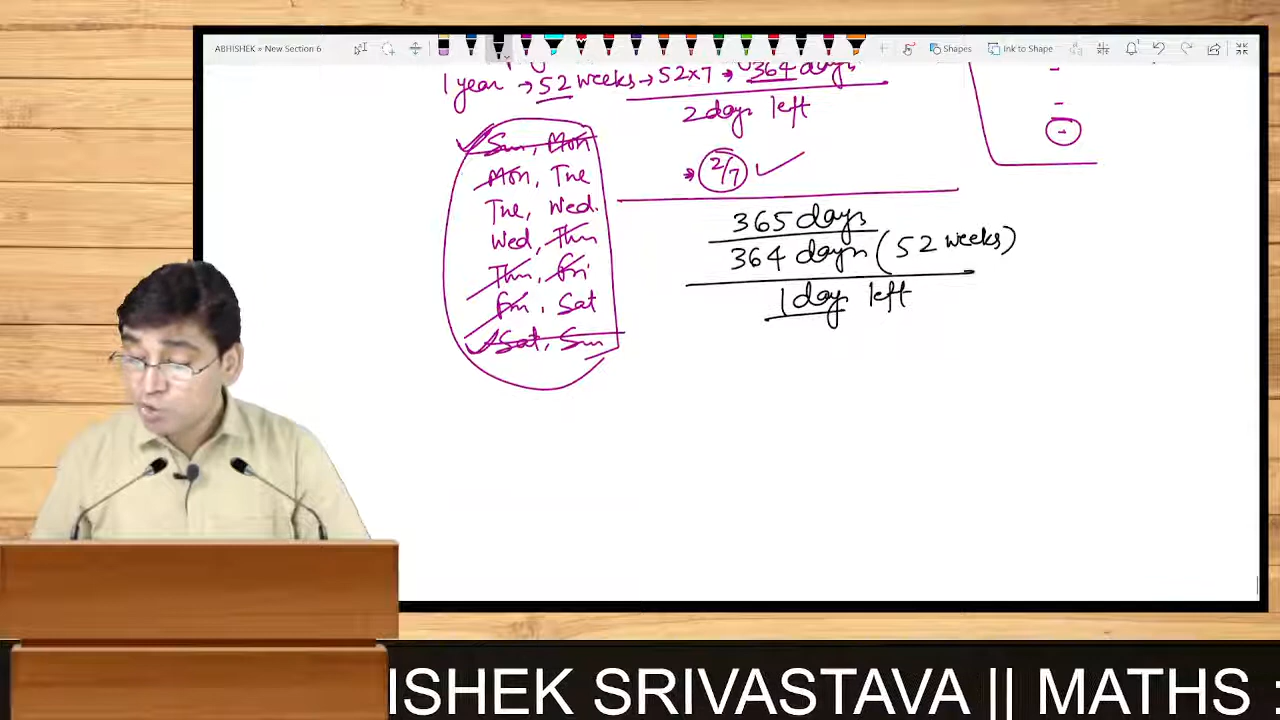 ABHISHEK » New Section 6
Shapes
Ink to Shape
1 year → 52 weeks → 52x7 → 364 days
2 days left
Sun, Mon
Mon, Tue
Tue, Wed.
Wed, Thu
Thu, Fri
Fri, Sat
Sat, Sun
2/7
365 days
364 days (52 weeks)
1 day left
ISHEK SRIVASTAVA || MATHS :